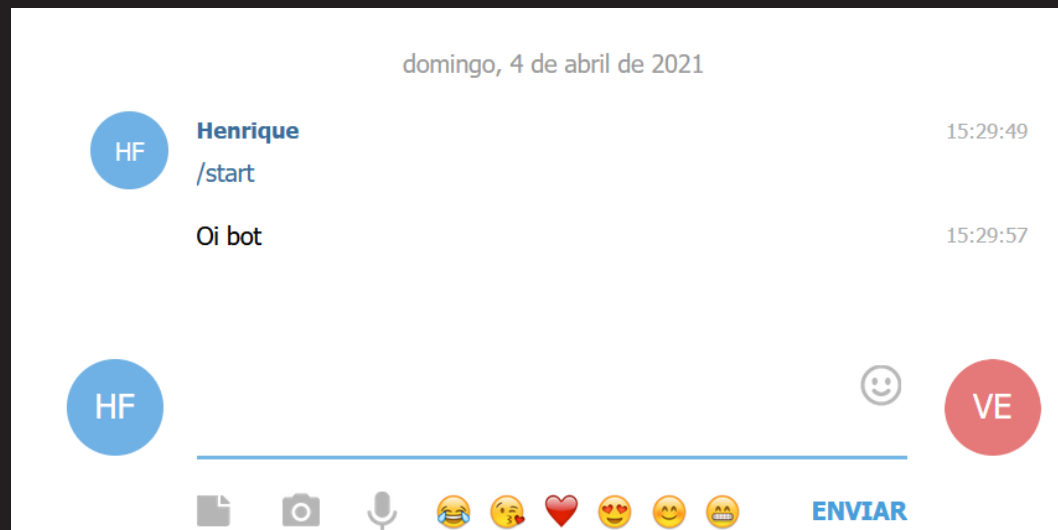 domingo, 4 de abril de 2021
HF
Henrique
15:29:49
/start
Oi bot
15:29:57
HF
VE
ENVIAR